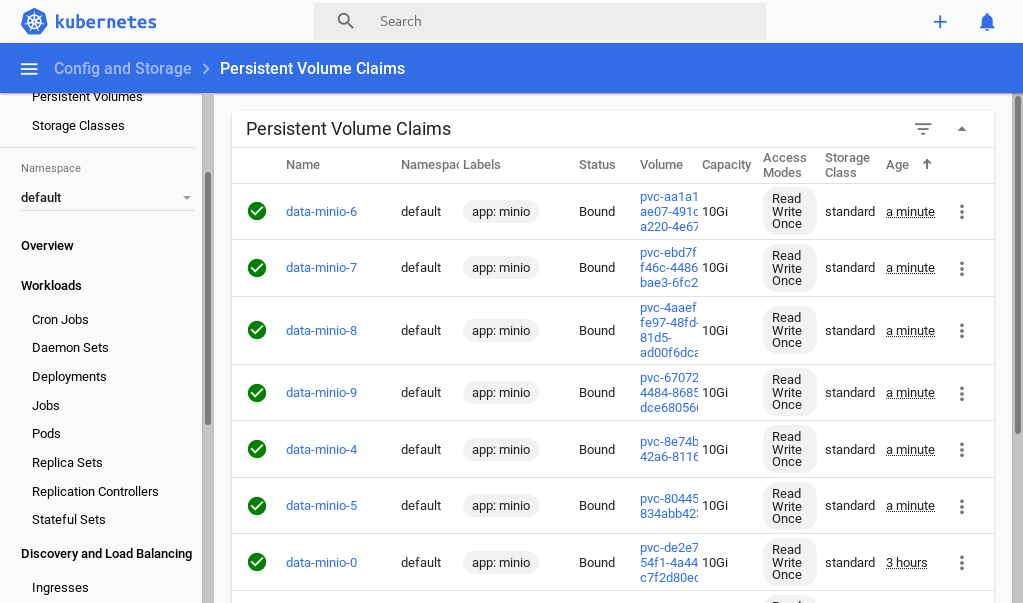 kubernetes
Search
Config and Storage > Persistent Volume Claims
Persistent Volumes
Storage Classes
Namespace
default
Overview
Workloads
Cron Jobs
Daemon Sets
Deployments
Jobs
Pods
Replica Sets
Replication Controllers
Stateful Sets
Discovery and Load Balancing
Ingresses
Persistent Volume Claims
Name Namespac Labels Status Volume Capacity Access Modes Storage Class Age
data-minio-6 default app: minio Bound pvc-aa1a1 ae07-491c a220-4e67 10Gi Read Write Once standard a minute
data-minio-7 default app: minio Bound pvc-ebd7f f46c-4486 bae3-6fc2 10Gi Read Write Once standard a minute
data-minio-8 default app: minio Bound pvc-4aaef fe97-48fd- 81d5- ad00f6dca 10Gi Read Write Once standard a minute
data-minio-9 default app: minio Bound pvc-67072 4484-8685 dce68056 10Gi Read Write Once standard a minute
data-minio-4 default app: minio Bound pvc-8e74b 42a6-8116 10Gi Read Write Once standard a minute
data-minio-5 default app: minio Bound pvc-80445 834abb42 10Gi Read Write Once standard a minute
data-minio-0 default app: minio Bound pvc-de2e7 54f1-4a44 c7f2d80ec 10Gi Read Write Once standard 3 hours
Read